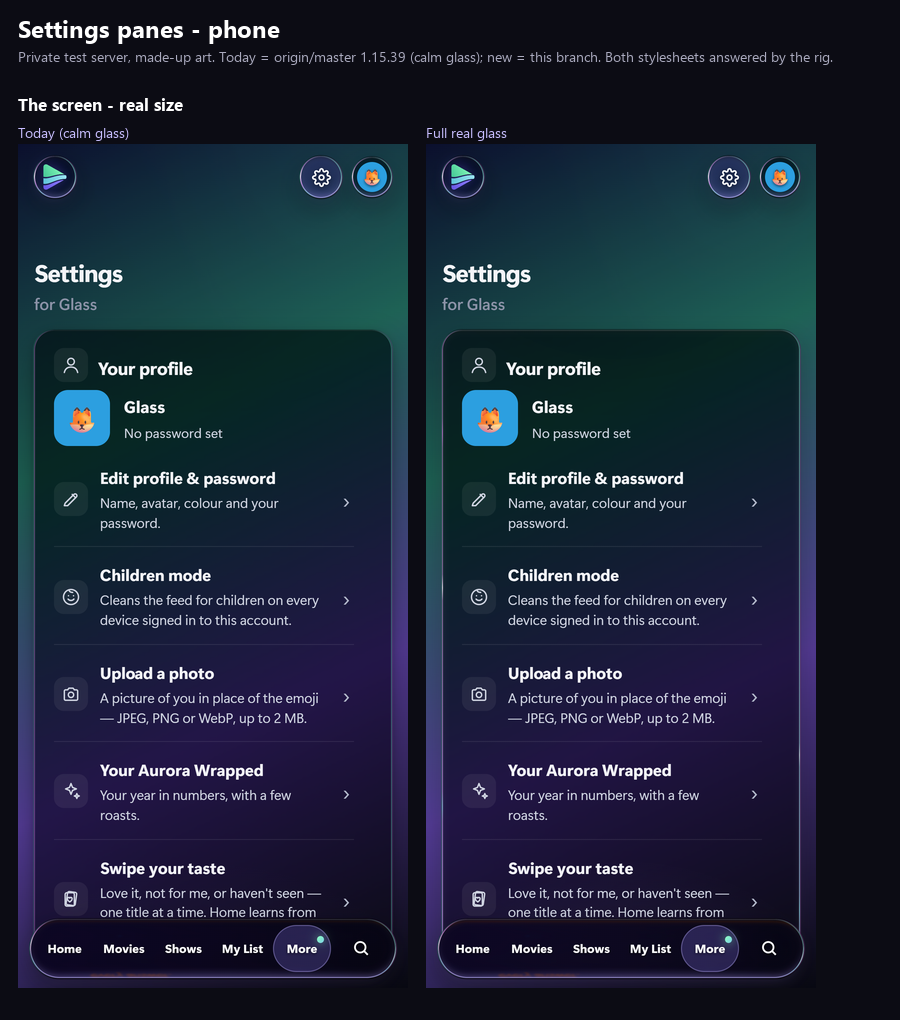 Settings panes - phone
Private test server, made-up art. Today = origin/master 1.15.39 (calm glass); new = this branch. Both stylesheets answered by the rig.
The screen - real size
Today (calm glass)
Settings
for Glass
Your profile
Glass
No password set
Edit profile & password
Name, avatar, colour and your
password.
Children mode
Cleans the feed for children on every
device signed in to this account.
Upload a photo
A picture of you in place of the emoji
— JPEG, PNG or WebP, up to 2 MB.
Your Aurora Wrapped
Your year in numbers, with a few
roasts.
Swipe your taste
Love it, not for me, or haven't seen —
one title at a time. Home learns from
Home Movies Shows My List More
Full real glass
Settings
for Glass
Your profile
Glass
No password set
Edit profile & password
Name, avatar, colour and your
password.
Children mode
Cleans the feed for children on every
device signed in to this account.
Upload a photo
A picture of you in place of the emoji
— JPEG, PNG or WebP, up to 2 MB.
Your Aurora Wrapped
Your year in numbers, with a few
roasts.
Swipe your taste
Love it, not for me, or haven't seen —
one title at a time. Home learns from
Home Movies Shows My List More